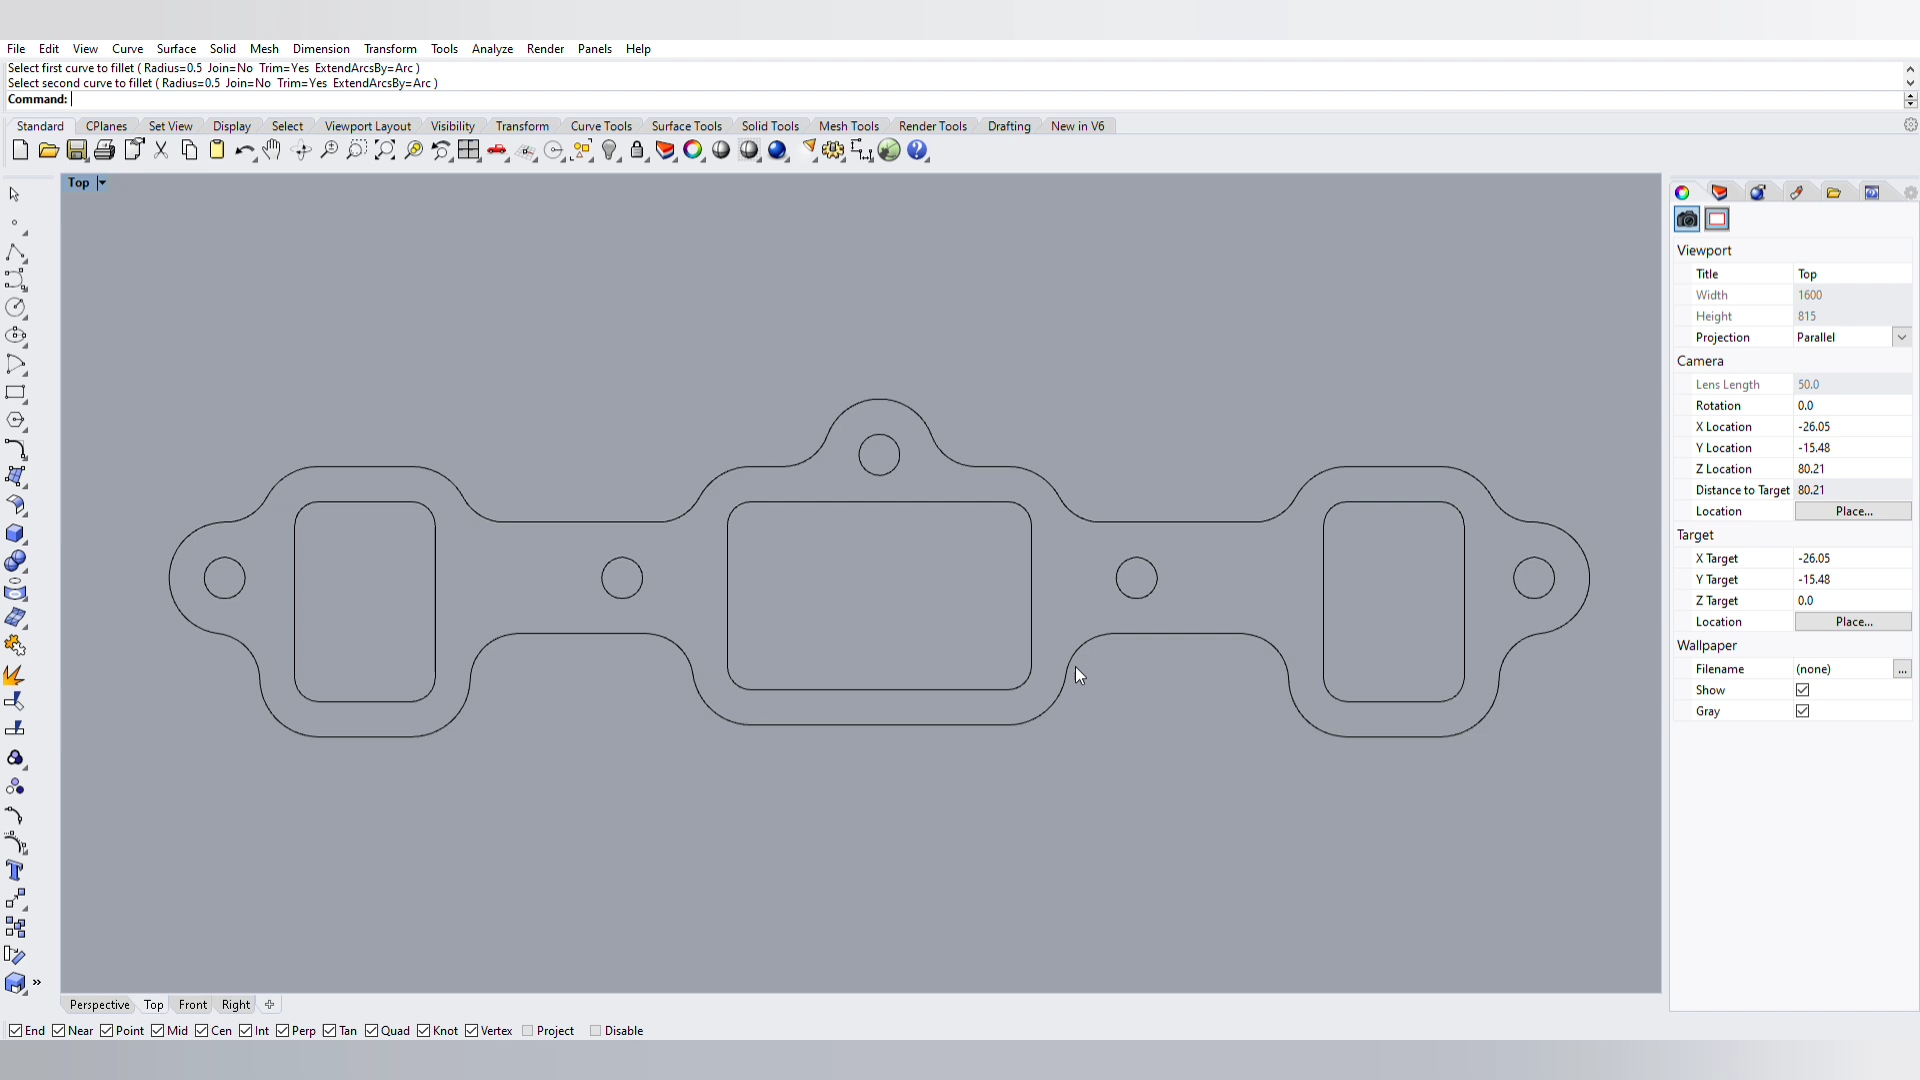 File Edit View Curve Surface Solid Mesh Dimension Transform Tools Analyze Render Panels Help
Select first curve to fillet ( Radius=0.5 Join=No Trim=Yes ExtendArcsBy=Arc )
Select second curve to fillet ( Radius=0.5 Join=No Trim=Yes ExtendArcsBy=Arc )
Command:
Standard CPlanes Set View Display Select Viewport Layout Visibility Transform Curve Tools Surface Tools Solid Tools Mesh Tools Render Tools Drafting New in V6
Top
Viewport
Title Top
Width 1600
Height 815
Projection Parallel
Camera
Lens Length 50.0
Rotation 0.0
X Location -26.05
Y Location -15.48
Z Location 80.21
Distance to Target 80.21
Location Place...
Target
X Target -26.05
Y Target -15.48
Z Target 0.0
Location Place...
Wallpaper
Filename (none) ...
Show
Gray
Perspective Top Front Right
End Near Point Mid Cen Int Perp Tan Quad Knot Vertex Project Disable